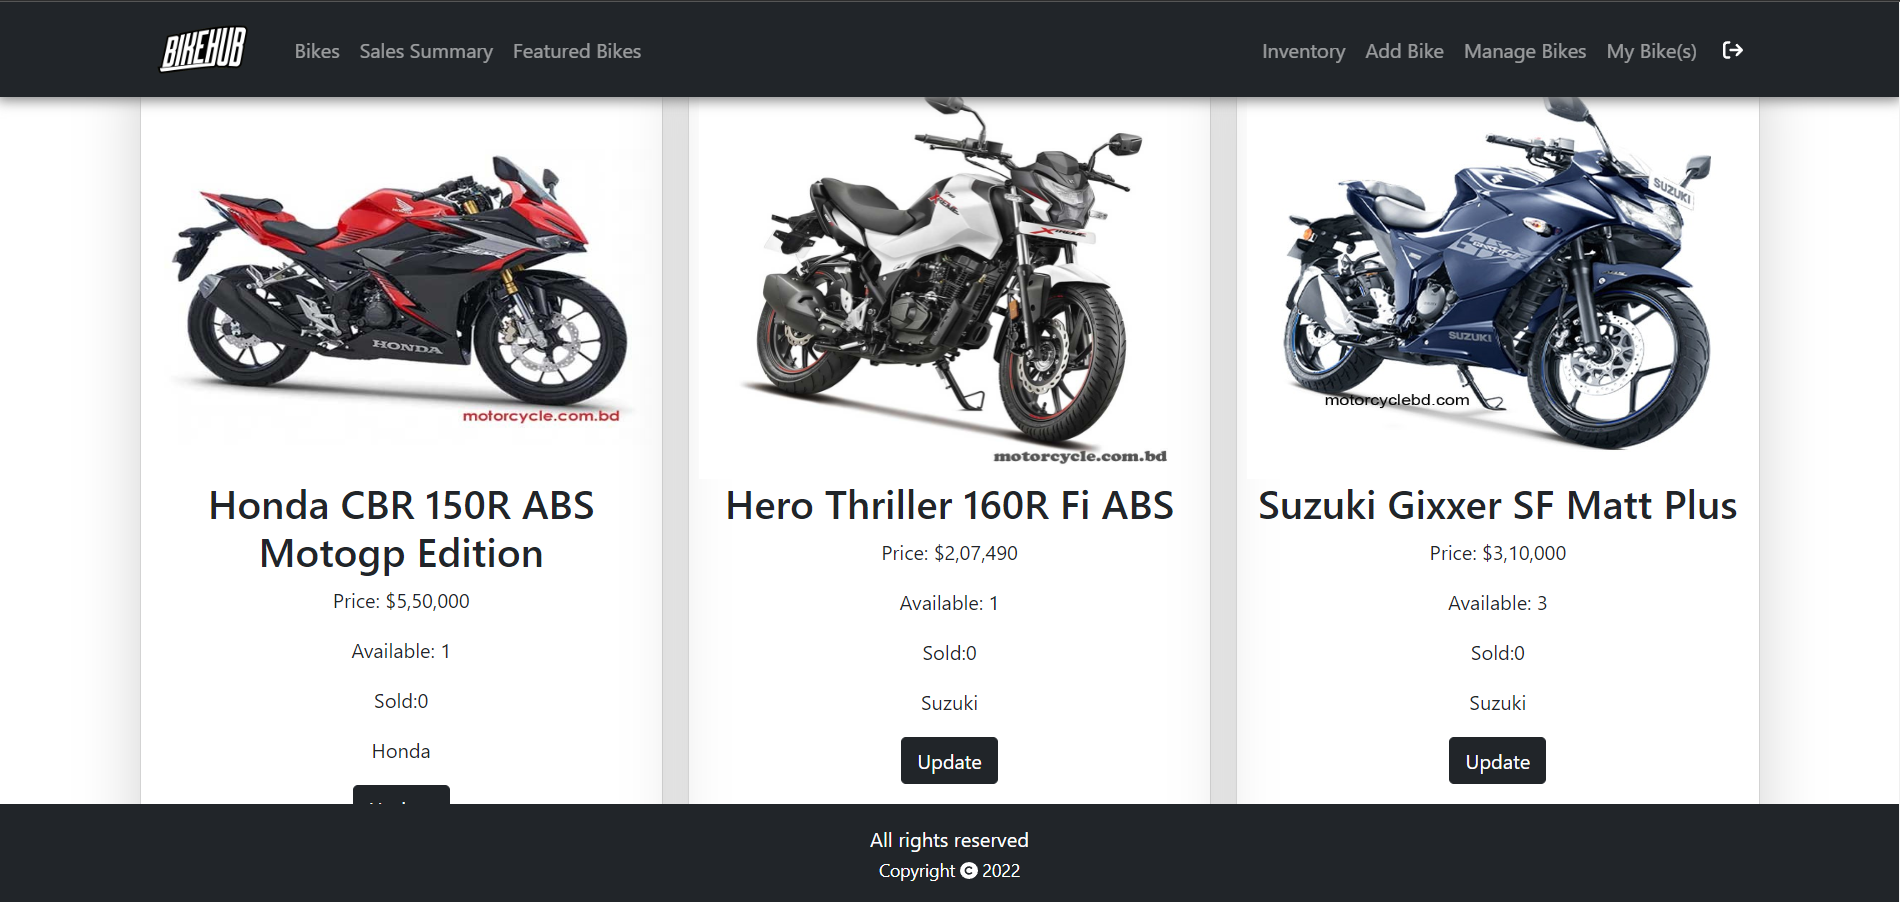 BIKEHUB
Bikes Sales Summary Featured Bikes
Inventory Add Bike Manage Bikes My Bike(s)
HONDA
motorcycle.com.bd
XTREME
motorcycle.com.bd
SUZUKI
SUZUKI
motorcyclebd.com
Honda CBR 150R ABS
Motogp Edition
Price: $5,50,000
Available: 1
Sold:0
Honda
Hero Thriller 160R Fi ABS
Price: $2,07,490
Available: 1
Sold:0
Suzuki
Update
Suzuki Gixxer SF Matt Plus
Price: $3,10,000
Available: 3
Sold:0
Suzuki
Update
All rights reserved
Copyright © 2022